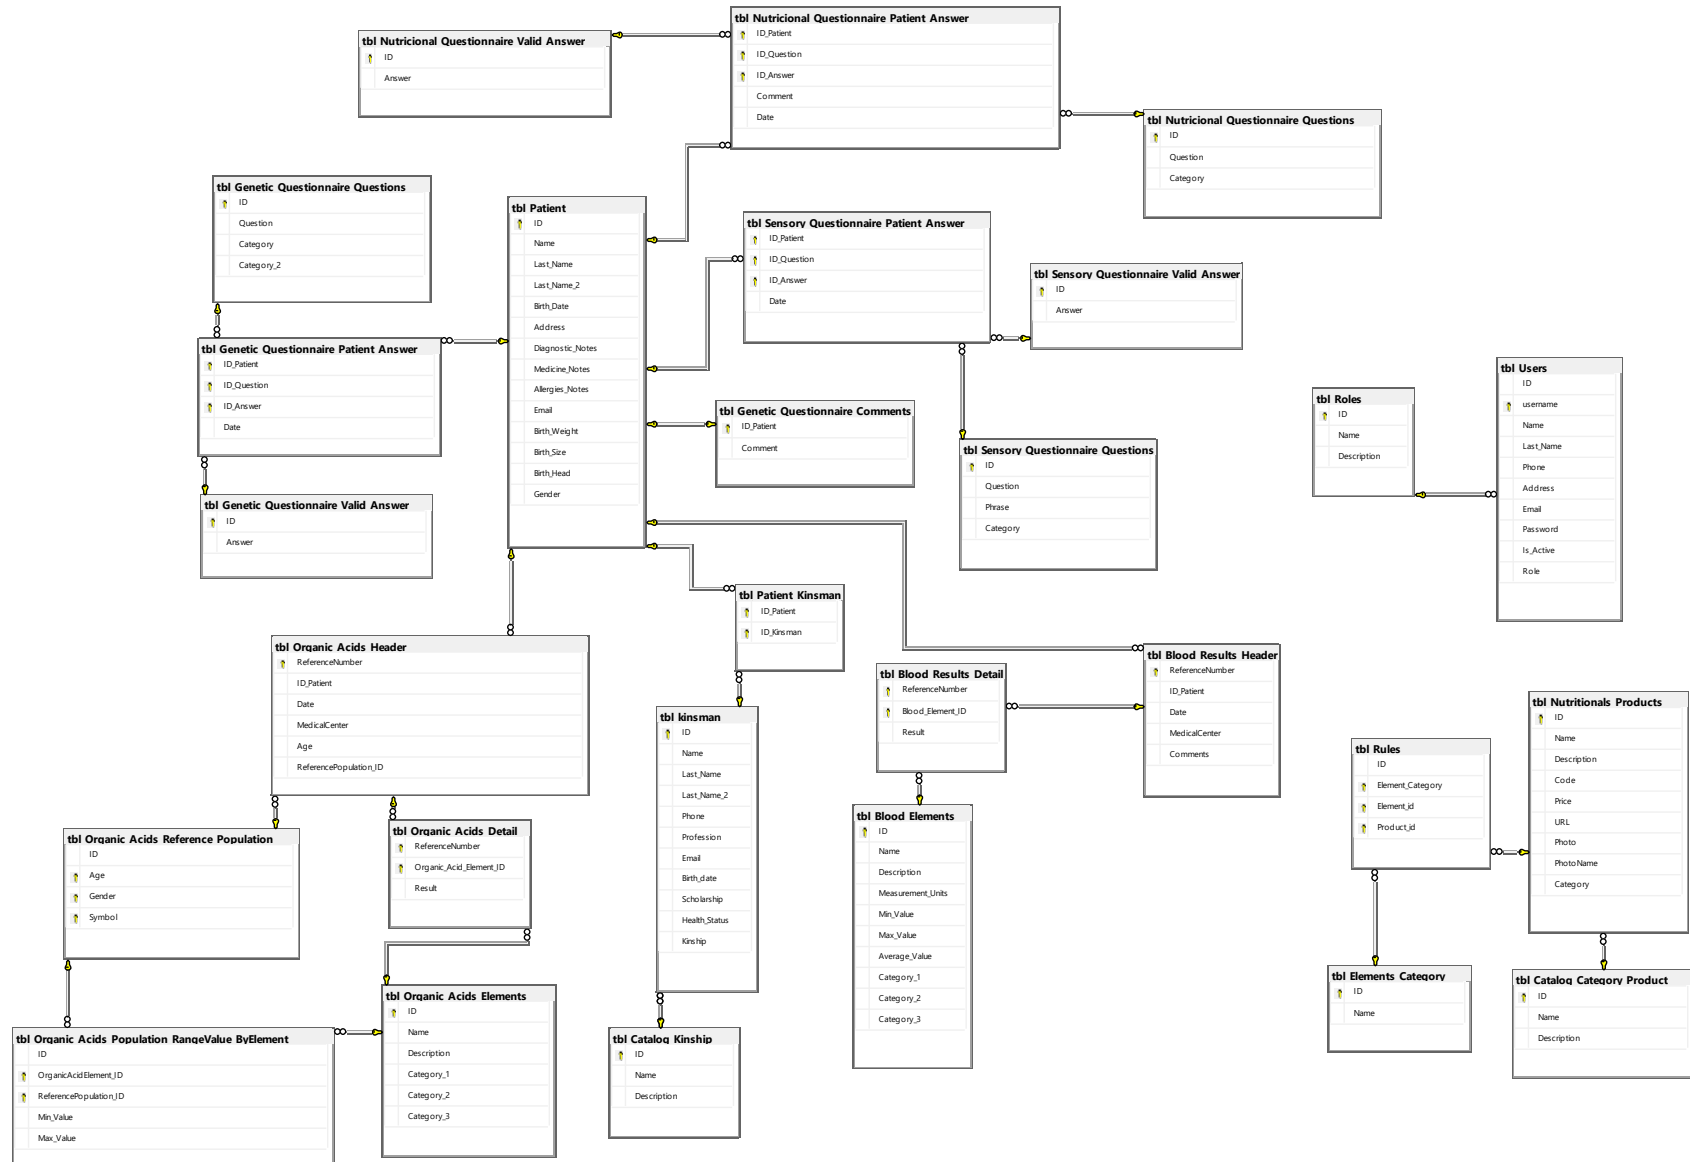 tbl Nutricional Questionnaire Patient Answer
ID_Patient
ID_Question
ID_Answer
Comment
Date
tbl Nutricional Questionnaire Valid Answer
ID
Answer
tbl Nutricional Questionnaire Questions
ID
Question
Category
tbl Genetic Questionnaire Questions
ID
Question
Category
Category_2
tbl Patient
ID
Name
Last_Name
Last_Name_2
Birth_Date
Address
Diagnostic_Notes
Medicine_Notes
Allergies_Notes
Email
Birth_Weight
Birth_Size
Birth_Head
Gender
tbl Sensory Questionnaire Patient Answer
ID_Patient
ID_Question
ID_Answer
Date
tbl Sensory Questionnaire Valid Answer
ID
Answer
tbl Genetic Questionnaire Patient Answer
ID_Patient
ID_Question
ID_Answer
Date
tbl Genetic Questionnaire Comments
ID_Patient
Comment
tbl Sensory Questionnaire Questions
ID
Question
Phrase
Category
tbl Roles
ID
Name
Description
tbl Users
ID
username
Name
Last_Name
Phone
Address
Email
Password
Is_Active
Role
tbl Genetic Questionnaire Valid Answer
ID
Answer
tbl Patient Kinsman
ID_Patient
ID_Kinsman
tbl Organic Acids Header
ReferenceNumber
ID_Patient
Date
MedicalCenter
Age
ReferencePopulation_ID
tbl Blood Results Detail
ReferenceNumber
Blood_Element_ID
Result
tbl Blood Results Header
ReferenceNumber
ID_Patient
Date
MedicalCenter
Comments
tbl kinsman
ID
Name
Last_Name
Last_Name_2
Phone
Profession
Email
Birth_date
Scholarship
Health_Status
Kinship
tbl Nutritionals Products
ID
Name
Description
Code
Price
URL
Photo
PhotoName
Category
tbl Rules
ID
Element_Category
Element_id
Product_id
tbl Organic Acids Reference Population
ID
Age
Gender
Symbol
tbl Organic Acids Detail
ReferenceNumber
Organic_Acid_Element_ID
Result
tbl Blood Elements
ID
Name
Description
Measurement_Units
Min_Value
Max_Value
Average_Value
Category_1
Category_2
Category_3
tbl Elements Category
ID
Name
tbl Catalog Category Product
ID
Name
Description
tbl Organic Acids Elements
ID
Name
Description
Category_1
Category_2
Category_3
tbl Organic Acids Population RangeValue ByElement
ID
OrganicAcidElement_ID
ReferencePopulation_ID
Min_Value
Max_Value
tbl Catalog Kinship
ID
Name
Description